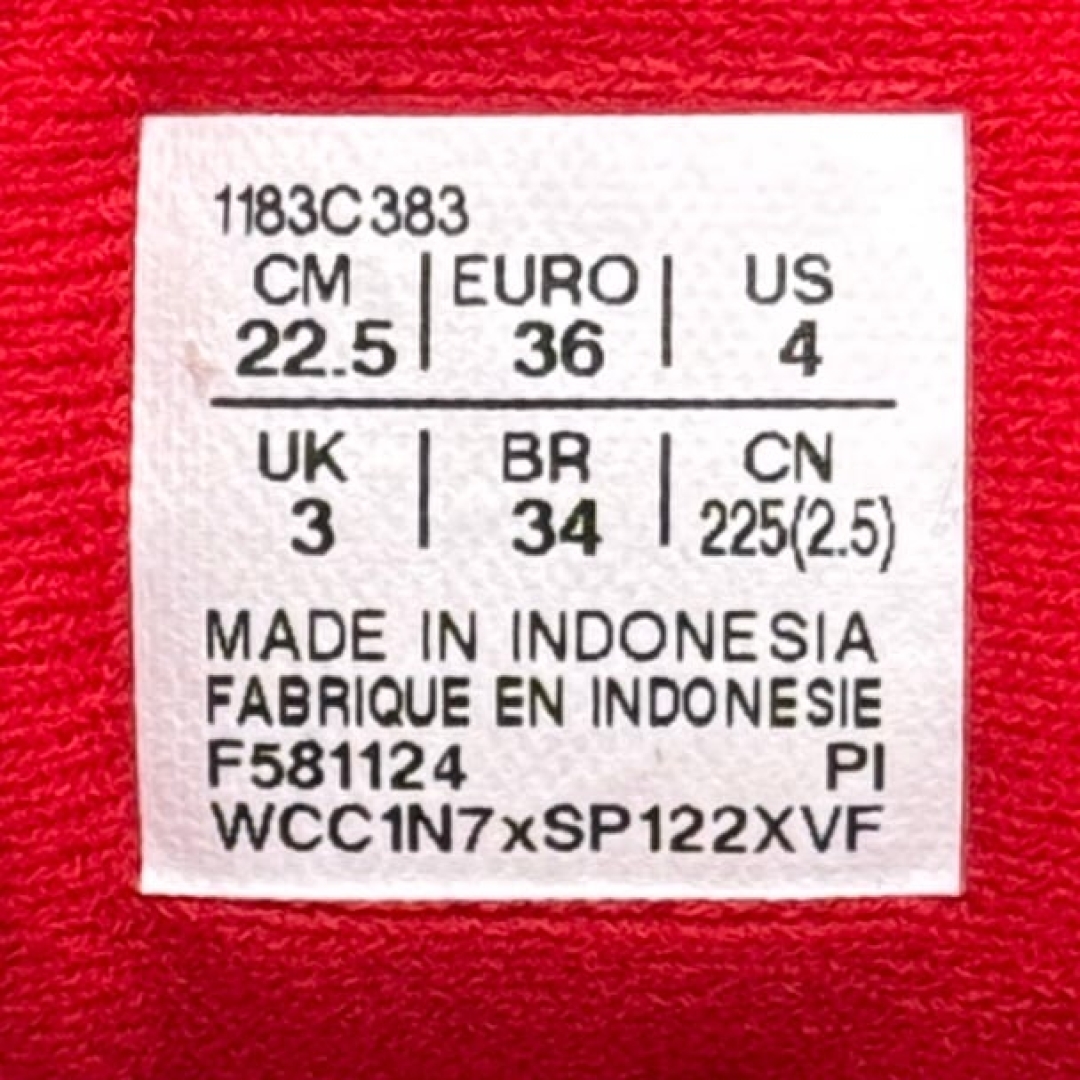 1183C383
CM | EURO | US
22.5 | 36 | 4
UK | BR | CN
3 | 34 | 225(2.5)
MADE IN INDONESIA
FABRIQUE EN INDONESIE
F581124 PI
WCC1N7xSP122XVF